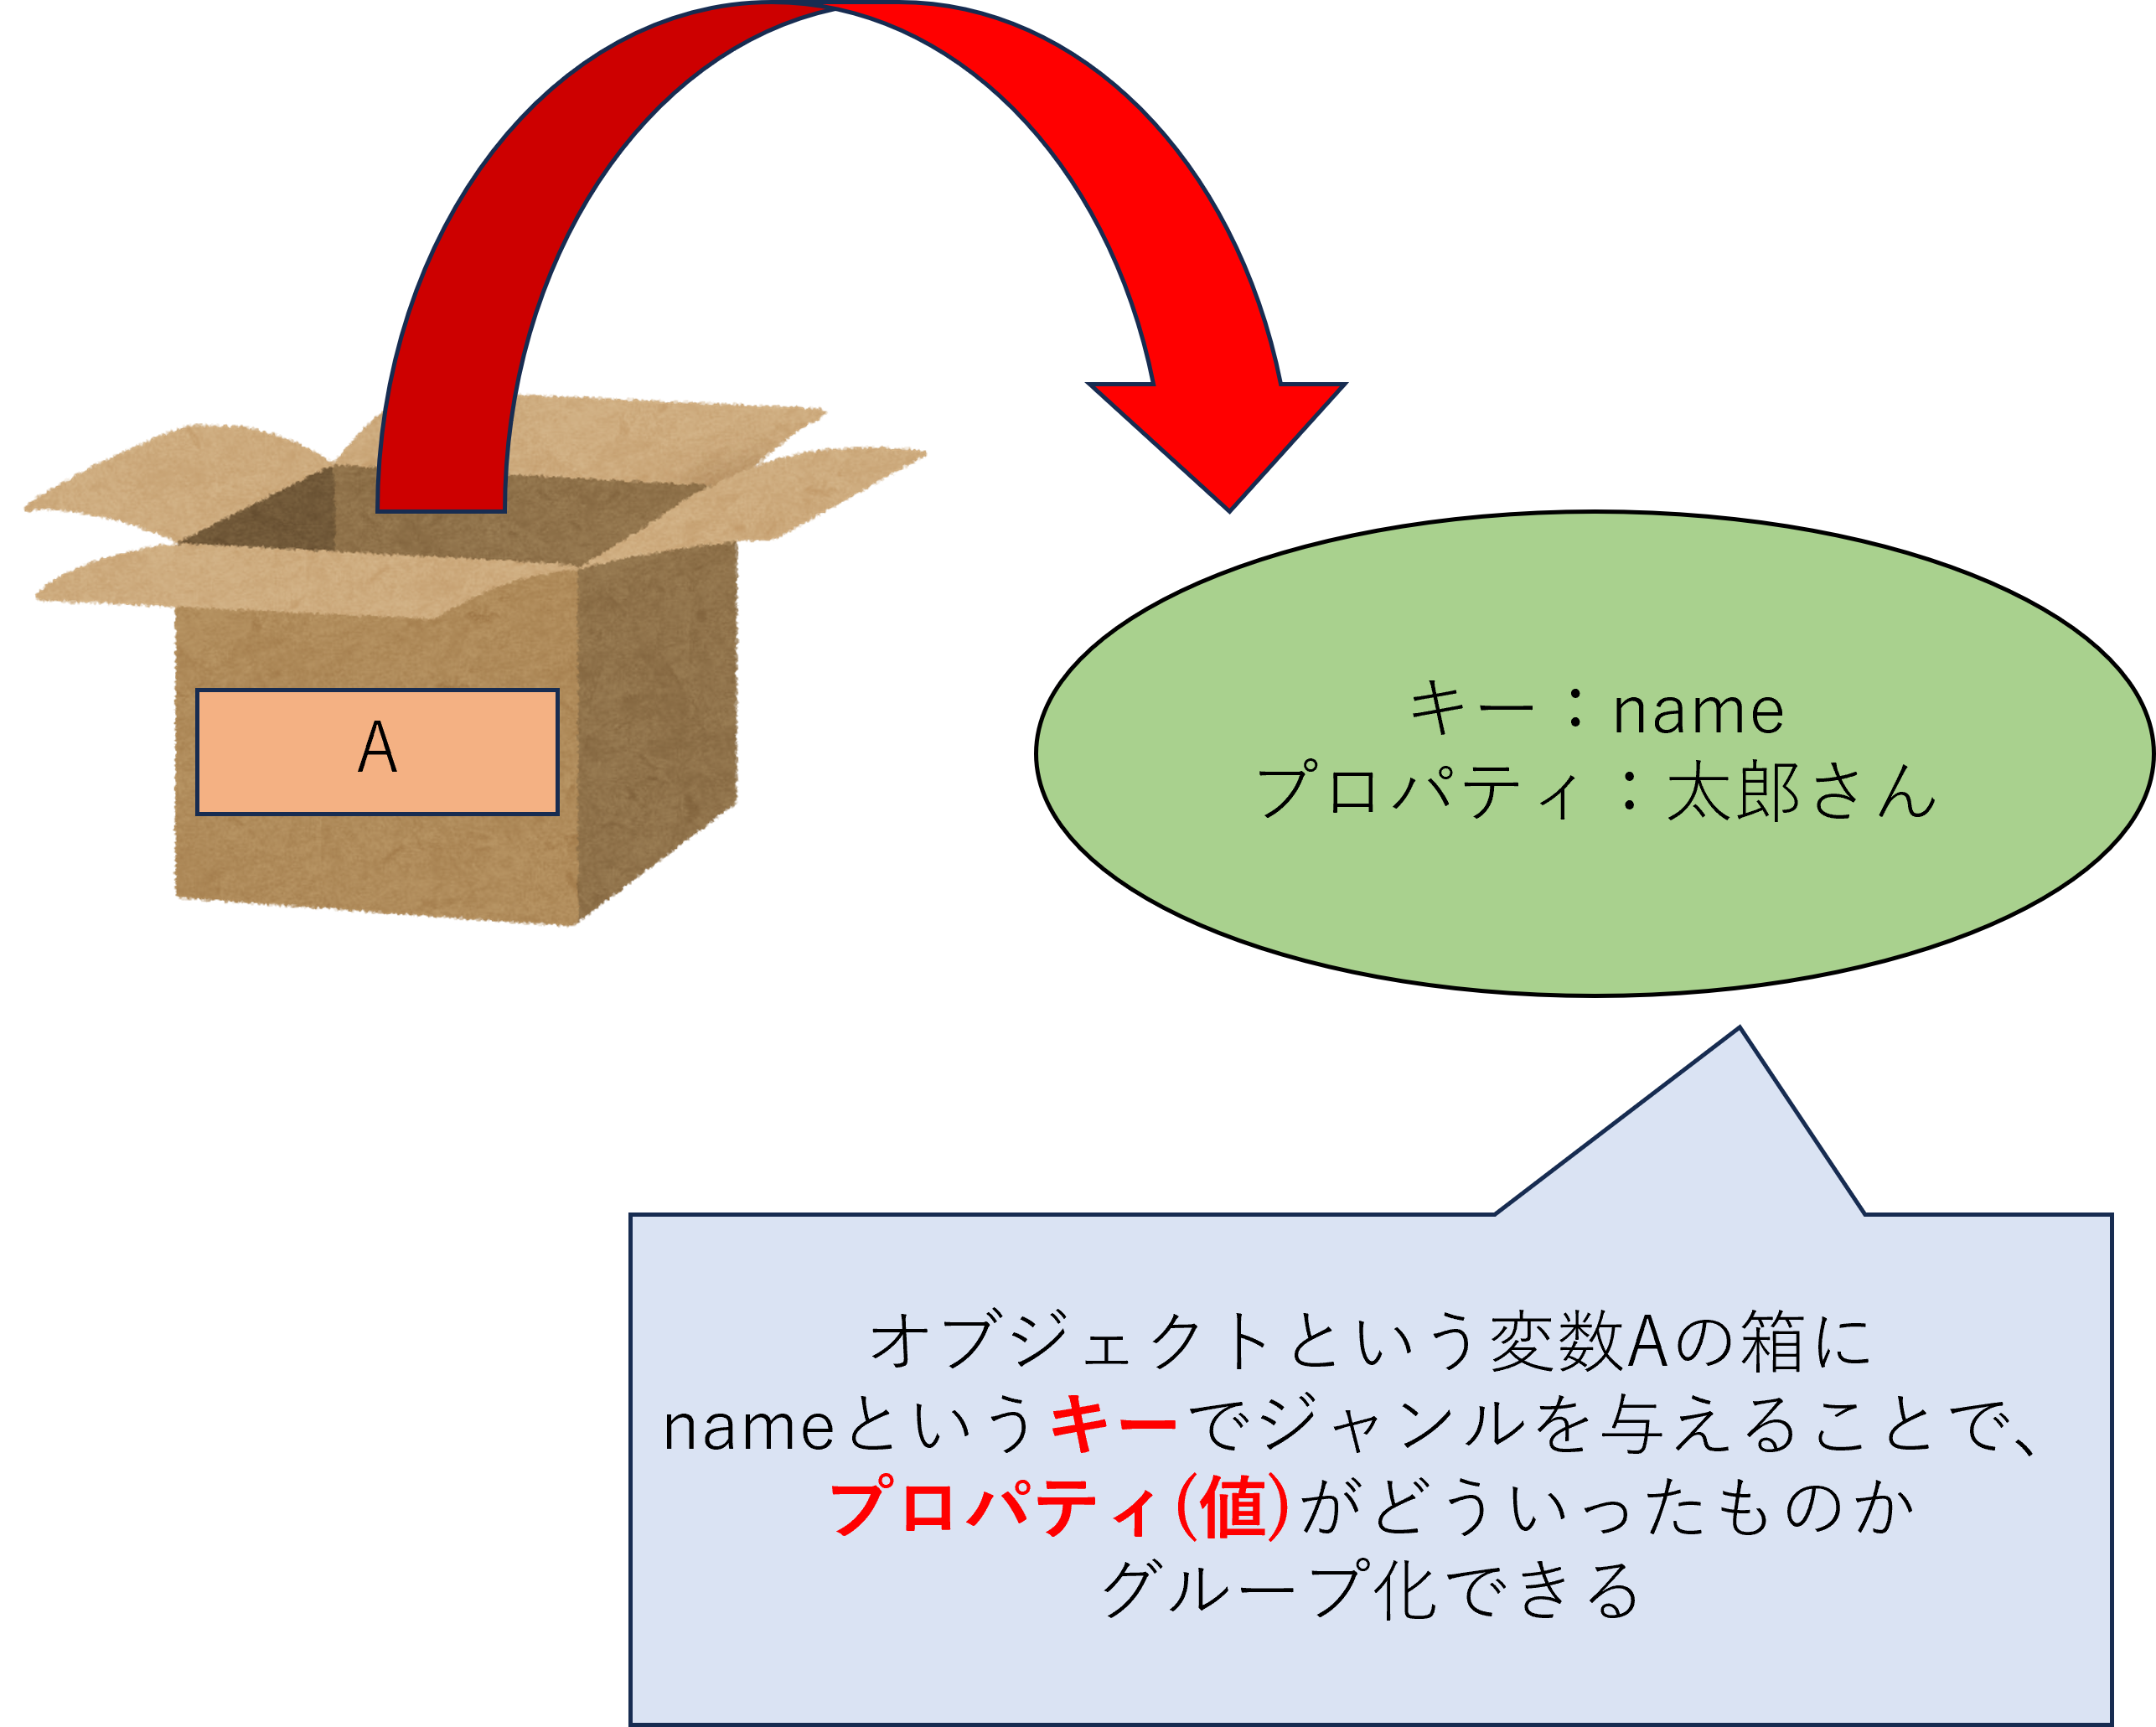 A
キー：name
プロパティ：太郎さん
オブジェクトという変数Aの箱に
nameというキーでジャンルを与えることで、
プロパティ(値)がどういったものか
グループ化できる